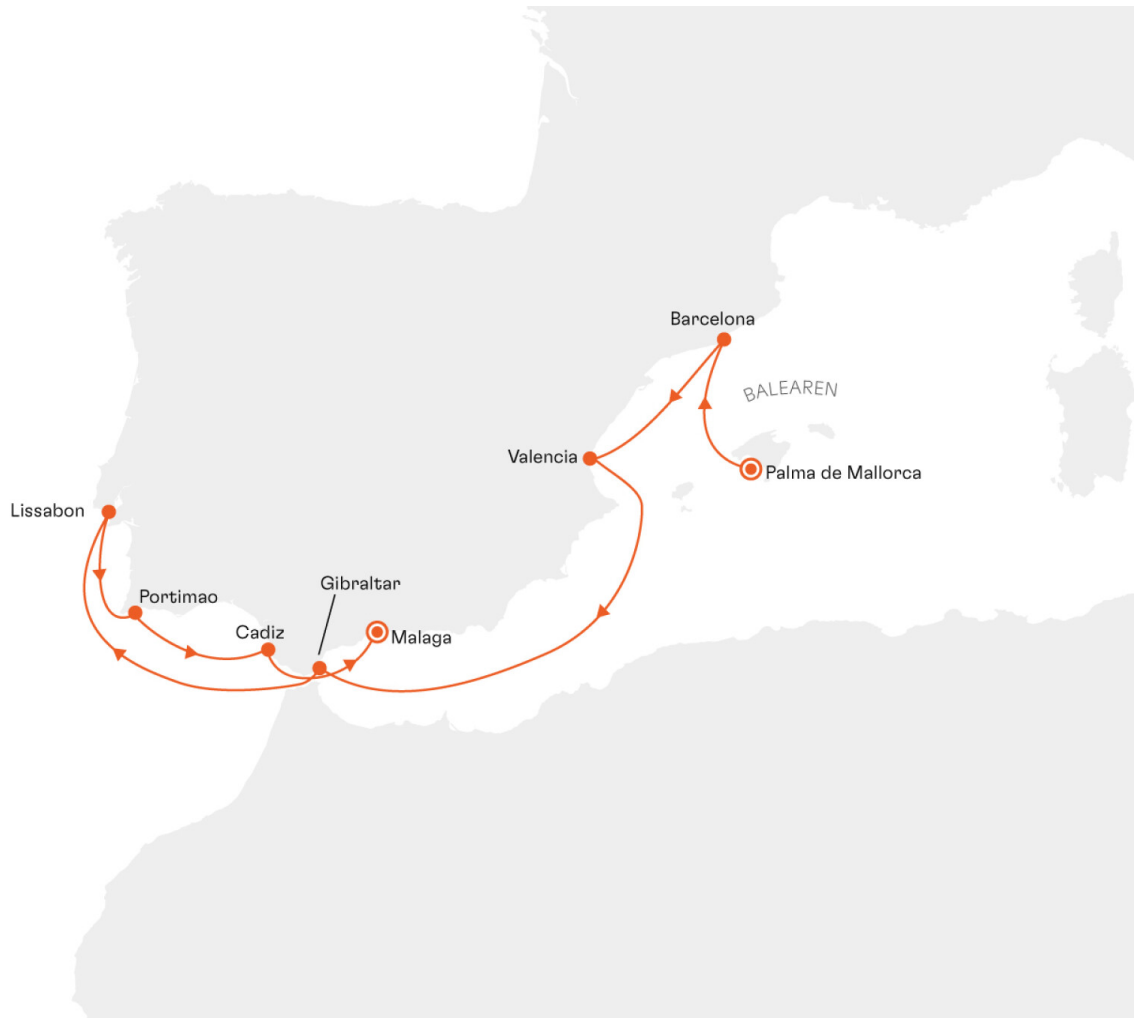 Barcelona
BALEAREN
Valencia
Palma de Mallorca
Lissabon
Gibraltar
Portimao
Cadiz
Malaga